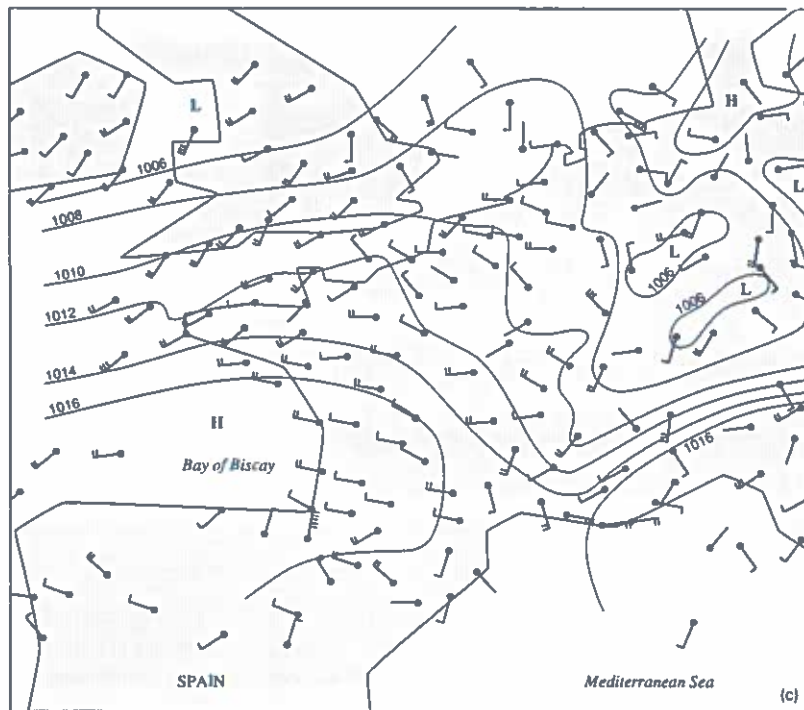 L
H
1006
1008
L
L
1010
1006
L
1006
1012
1014
1016
H
1016
Bay of Biscay
SPAIN
Mediterranean Sea
(c)